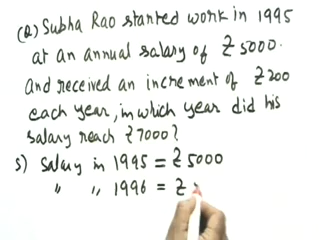 (Q) Subha Rao started work in 1995
at an annual salary of ₹ 5000.
and received an increment of ₹200
each year, in which year did his
salary reach ₹7000?
S) Salary in 1995 = ₹5000
" " 1996 = ₹